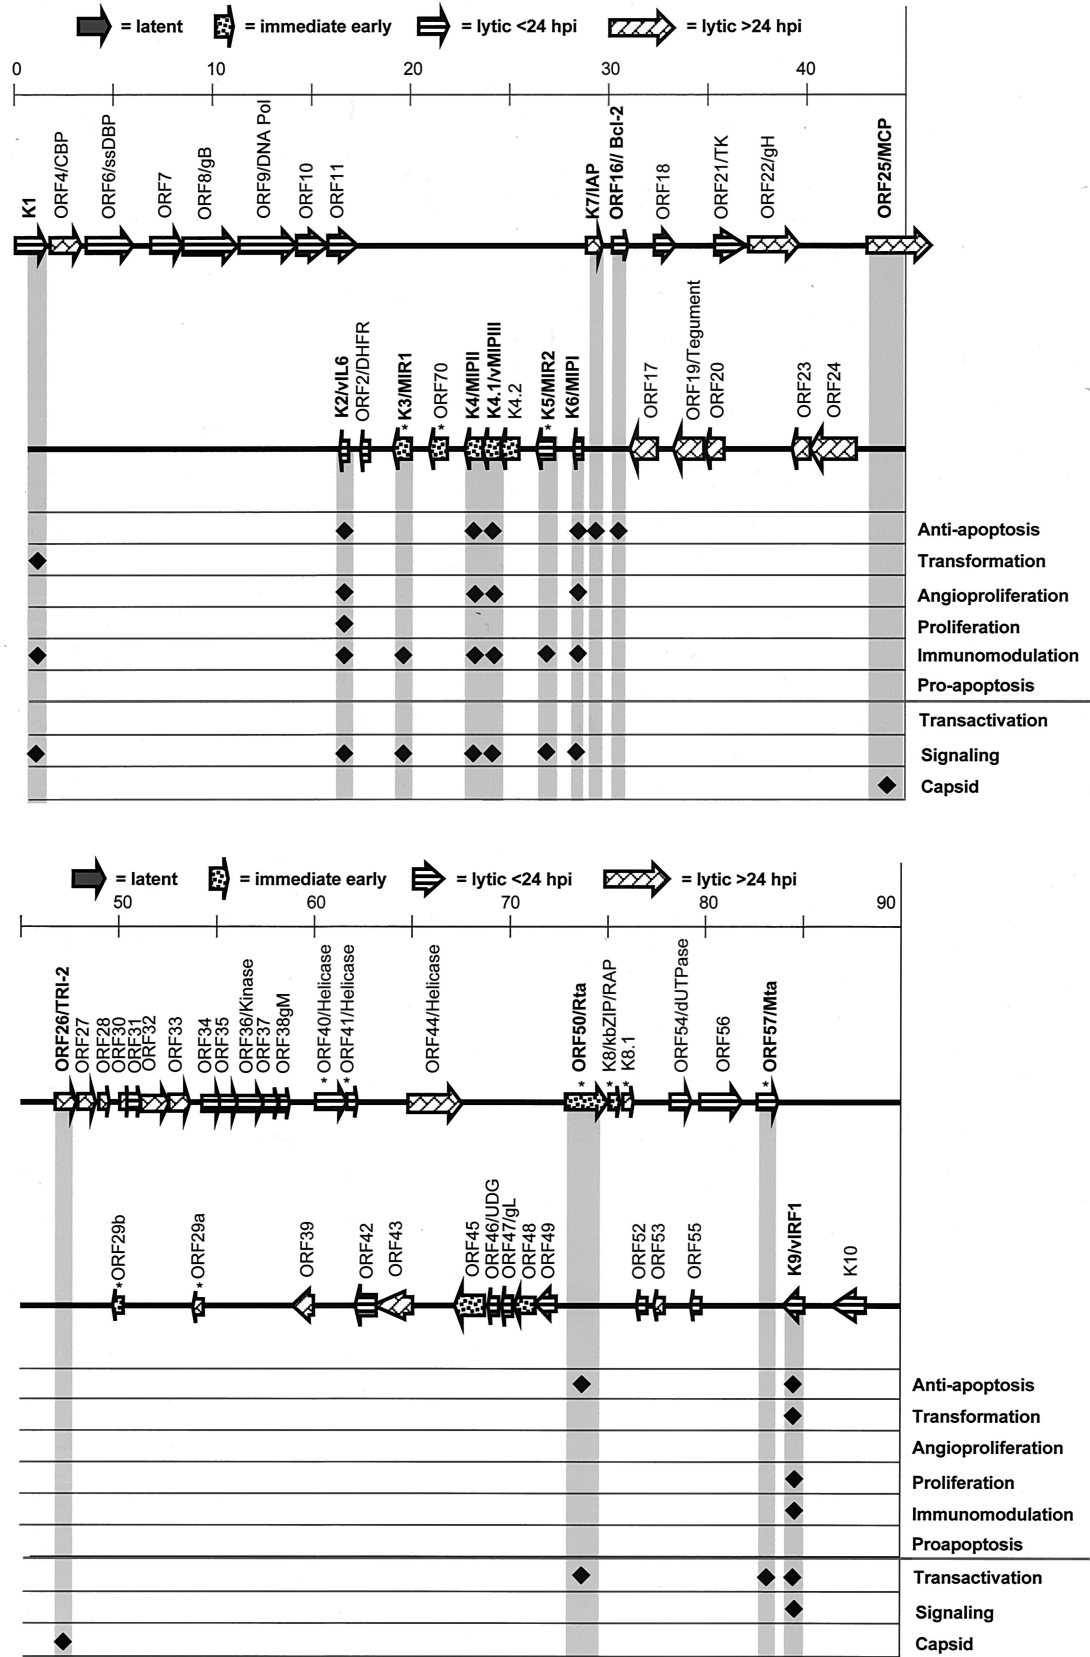 = latent = immediate early = lytic <24 hpi = lytic >24 hpi
0 10 20 30 40
K1 ORF4/CBP ORF6/ssDBP ORF7 ORF8/gB ORF9/DNA Pol ORF10 ORF11 K7/IAP ORF16// Bcl-2 ORF18 ORF21/TK ORF22/gH ORF25/MCP
K2/vIL6 ORF2/DHFR * K3/MIR1 * ORF70 K4/MIPII K4.1/vMIPIII K4.2 * K5/MIR2 K6/MIPI ORF17 ORF19/Tegument ORF20 ORF23 ORF24
Anti-apoptosis
Transformation
Angioproliferation
Proliferation
Immunomodulation
Pro-apoptosis
Transactivation
Signaling
Capsid
= latent = immediate early = lytic <24 hpi = lytic >24 hpi
50 60 70 80 90
ORF26/TRI-2 ORF27 ORF28 ORF30 ORF31 ORF32 ORF33 ORF34 ORF35 ORF36/Kinase ORF37 ORF38gM * ORF40/Helicase * ORF41/Helicase ORF44/Helicase * ORF50/Rta * K8/kbZIP/RAP * K8.1 ORF54/dUTPase ORF56 * ORF57/Mta
* ORF29b * ORF29a ORF39 ORF42 ORF43 ORF45 ORF46/UDG ORF47/gL ORF48 ORF49 ORF52 ORF53 ORF55 K9/vIRF1 K10
Anti-apoptosis
Transformation
Angioproliferation
Proliferation
Immunomodulation
Proapoptosis
Transactivation
Signaling
Capsid